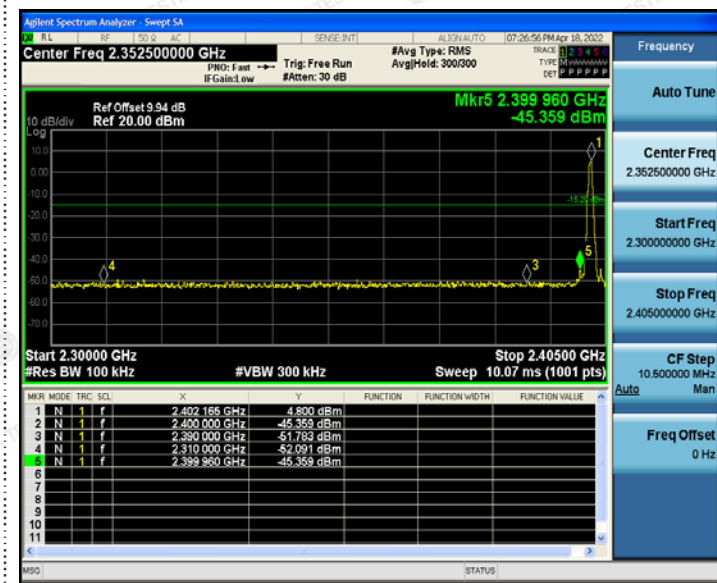 Agilent Spectrum Analyzer - Swept SA
RL RF 50 Ω AC SENSE:INT ALIGNAUTO 07:26:56 PM Apr 18, 2022
Center Freq 2.352500000 GHz
PNO: Fast
IFGain:Low
Trig: Free Run
#Atten: 30 dB
#Avg Type: RMS
Avg|Hold: 300/300
TRACE 1 2 3 4 5 6
TYPE M
DET P P P P P P
Frequency
Ref Offset 9.94 dB
Ref 20.00 dBm
10 dB/div
Log
Mkr5 2.399 960 GHz
-45.359 dBm
10.0
0.00
-10.0
-20.0
-30.0
-40.0
-50.0
-60.0
-70.0
1
4
3
5
Start 2.30000 GHz
Stop 2.40500 GHz
#Res BW 100 kHz
#VBW 300 kHz
Sweep 10.07 ms (1001 pts)
MKR MODE TRC SCL X Y FUNCTION FUNCTION WIDTH FUNCTION VALUE
1 N 1 f 2.402 165 GHz 4.800 dBm
2 N 1 f 2.400 000 GHz -45.359 dBm
3 N 1 f 2.390 000 GHz -51.783 dBm
4 N 1 f 2.310 000 GHz -52.091 dBm
5 N 1 f 2.399 960 GHz -45.359 dBm
6
7
8
9
10
11
MSG
STATUS
Auto Tune
Center Freq
2.352500000 GHz
Start Freq
2.300000000 GHz
Stop Freq
2.405000000 GHz
CF Step
10.500000 MHz
Auto Man
Freq Offset
0 Hz